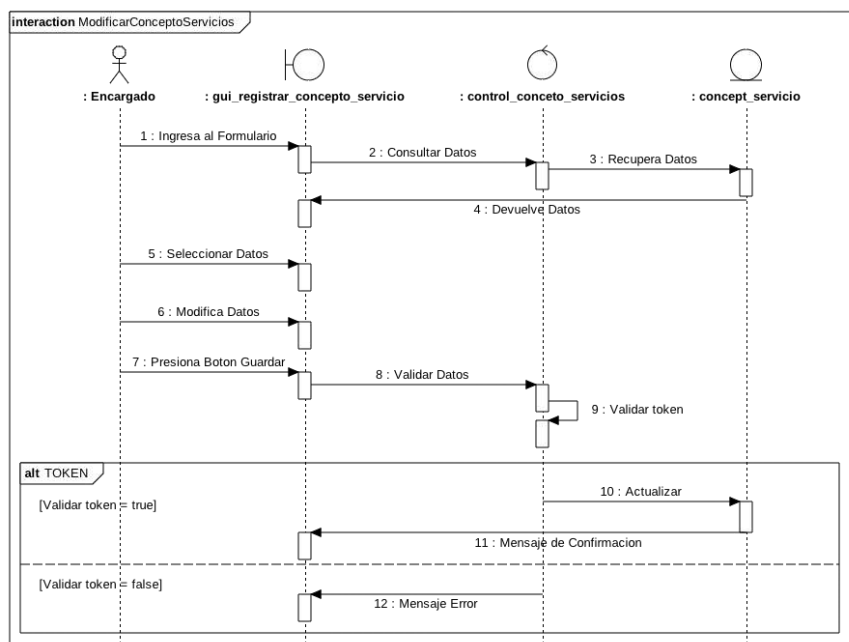 interaction ModificarConceptoServicios
: Encargado
: gui_registrar_concepto_servicio
: control_conceto_servicios
: concept_servicio
1 : Ingresa al Formulario
2 : Consultar Datos
3 : Recupera Datos
4 : Devuelve Datos
5 : Seleccionar Datos
6 : Modifica Datos
7 : Presiona Boton Guardar
8 : Validar Datos
9 : Validar token
alt TOKEN
10 : Actualizar
[Validar token = true]
11 : Mensaje de Confirmacion
[Validar token = false]
12 : Mensaje Error